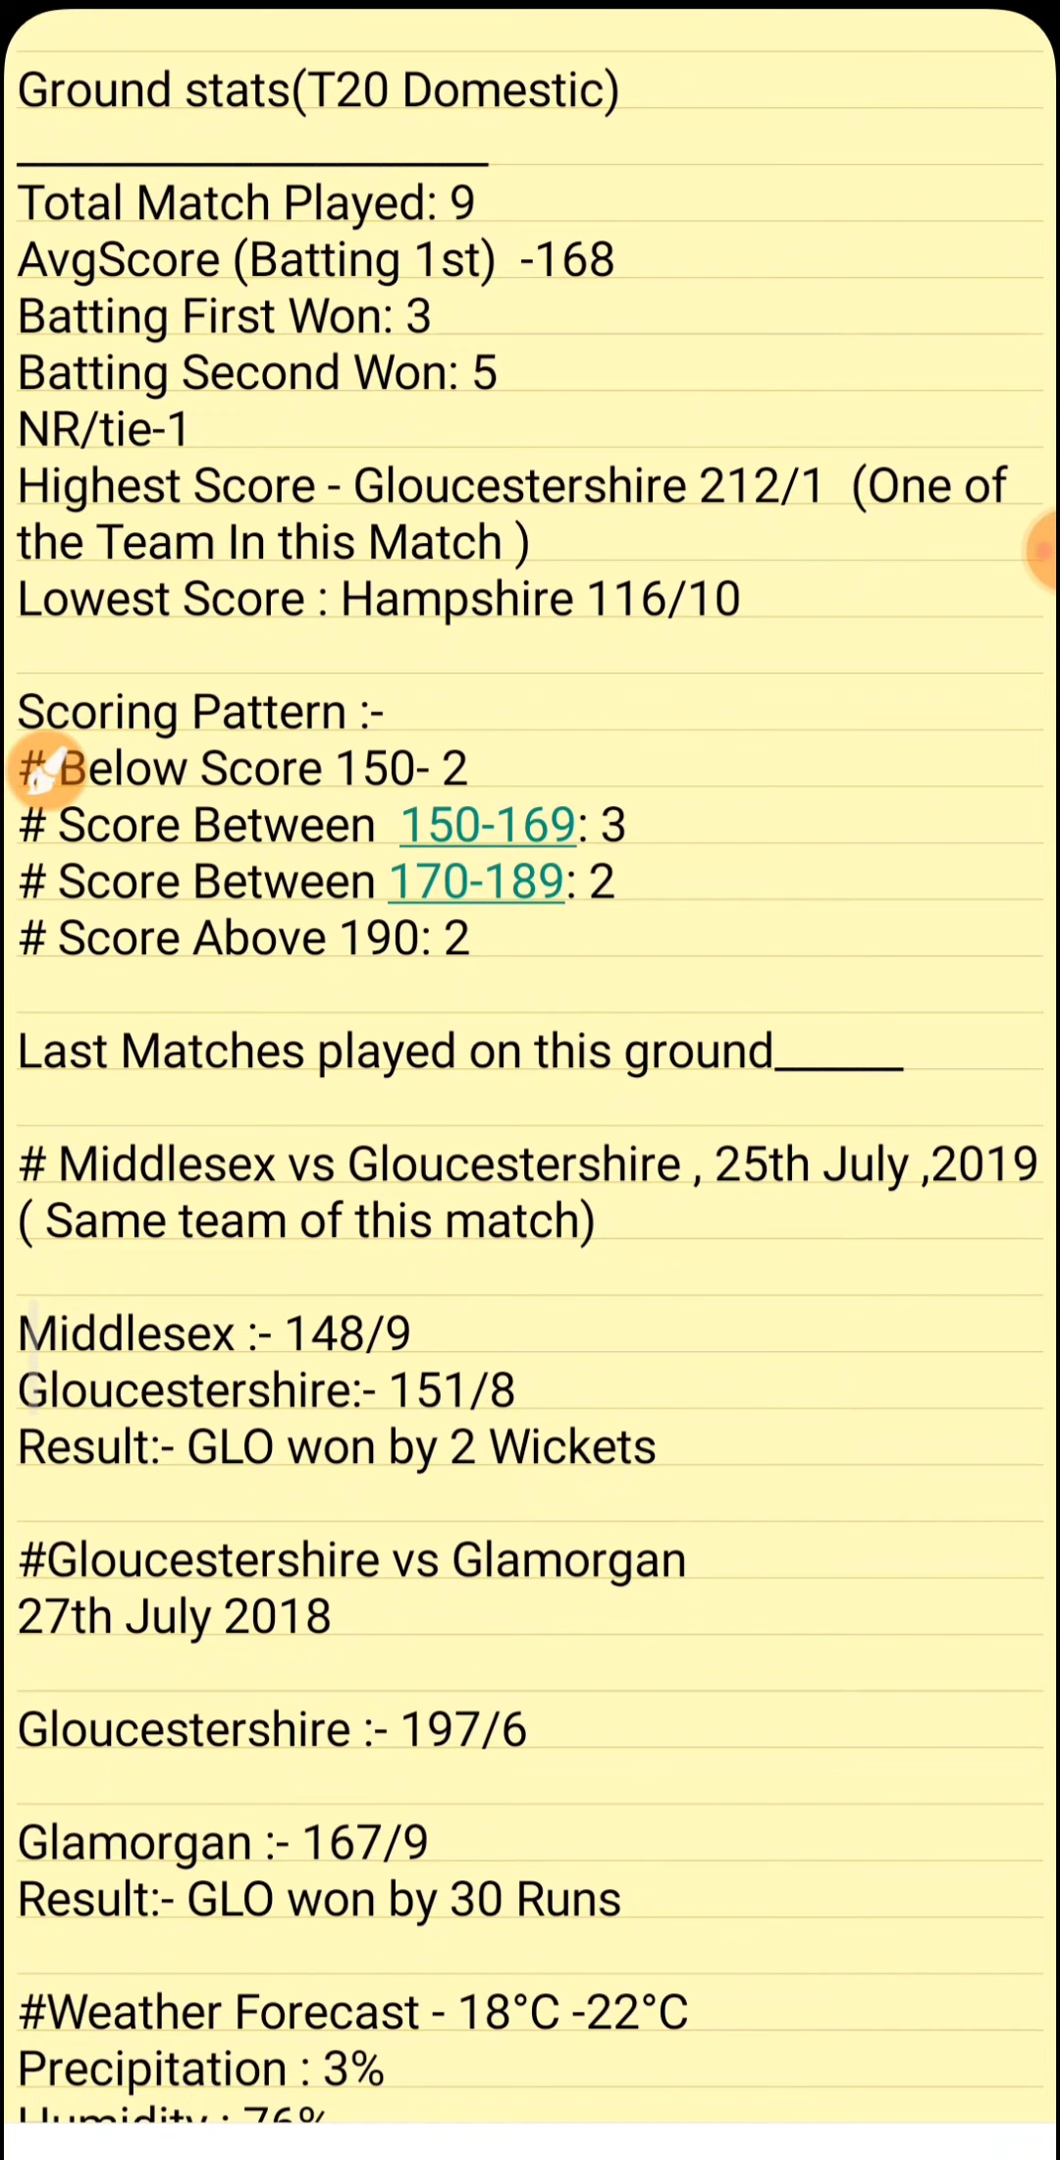 Ground stats(T20 Domestic)
Total Match Played: 9
AvgScore (Batting 1st) -168
Batting First Won: 3
Batting Second Won: 5
NR/tie-1
Highest Score - Gloucestershire 212/1 (One of
the Team In this Match )
Lowest Score : Hampshire 116/10
Scoring Pattern :-
# Below Score 150- 2
# Score Between 150-169: 3
# Score Between 170-189: 2
# Score Above 190: 2
Last Matches played on this ground______
# Middlesex vs Gloucestershire , 25th July ,2019
( Same team of this match)
Middlesex :- 148/9
Gloucestershire:- 151/8
Result:- GLO won by 2 Wickets
#Gloucestershire vs Glamorgan
27th July 2018
Gloucestershire :- 197/6
Glamorgan :- 167/9
Result:- GLO won by 30 Runs
#Weather Forecast - 18°C -22°C
Precipitation : 3%
Humidity : 76%